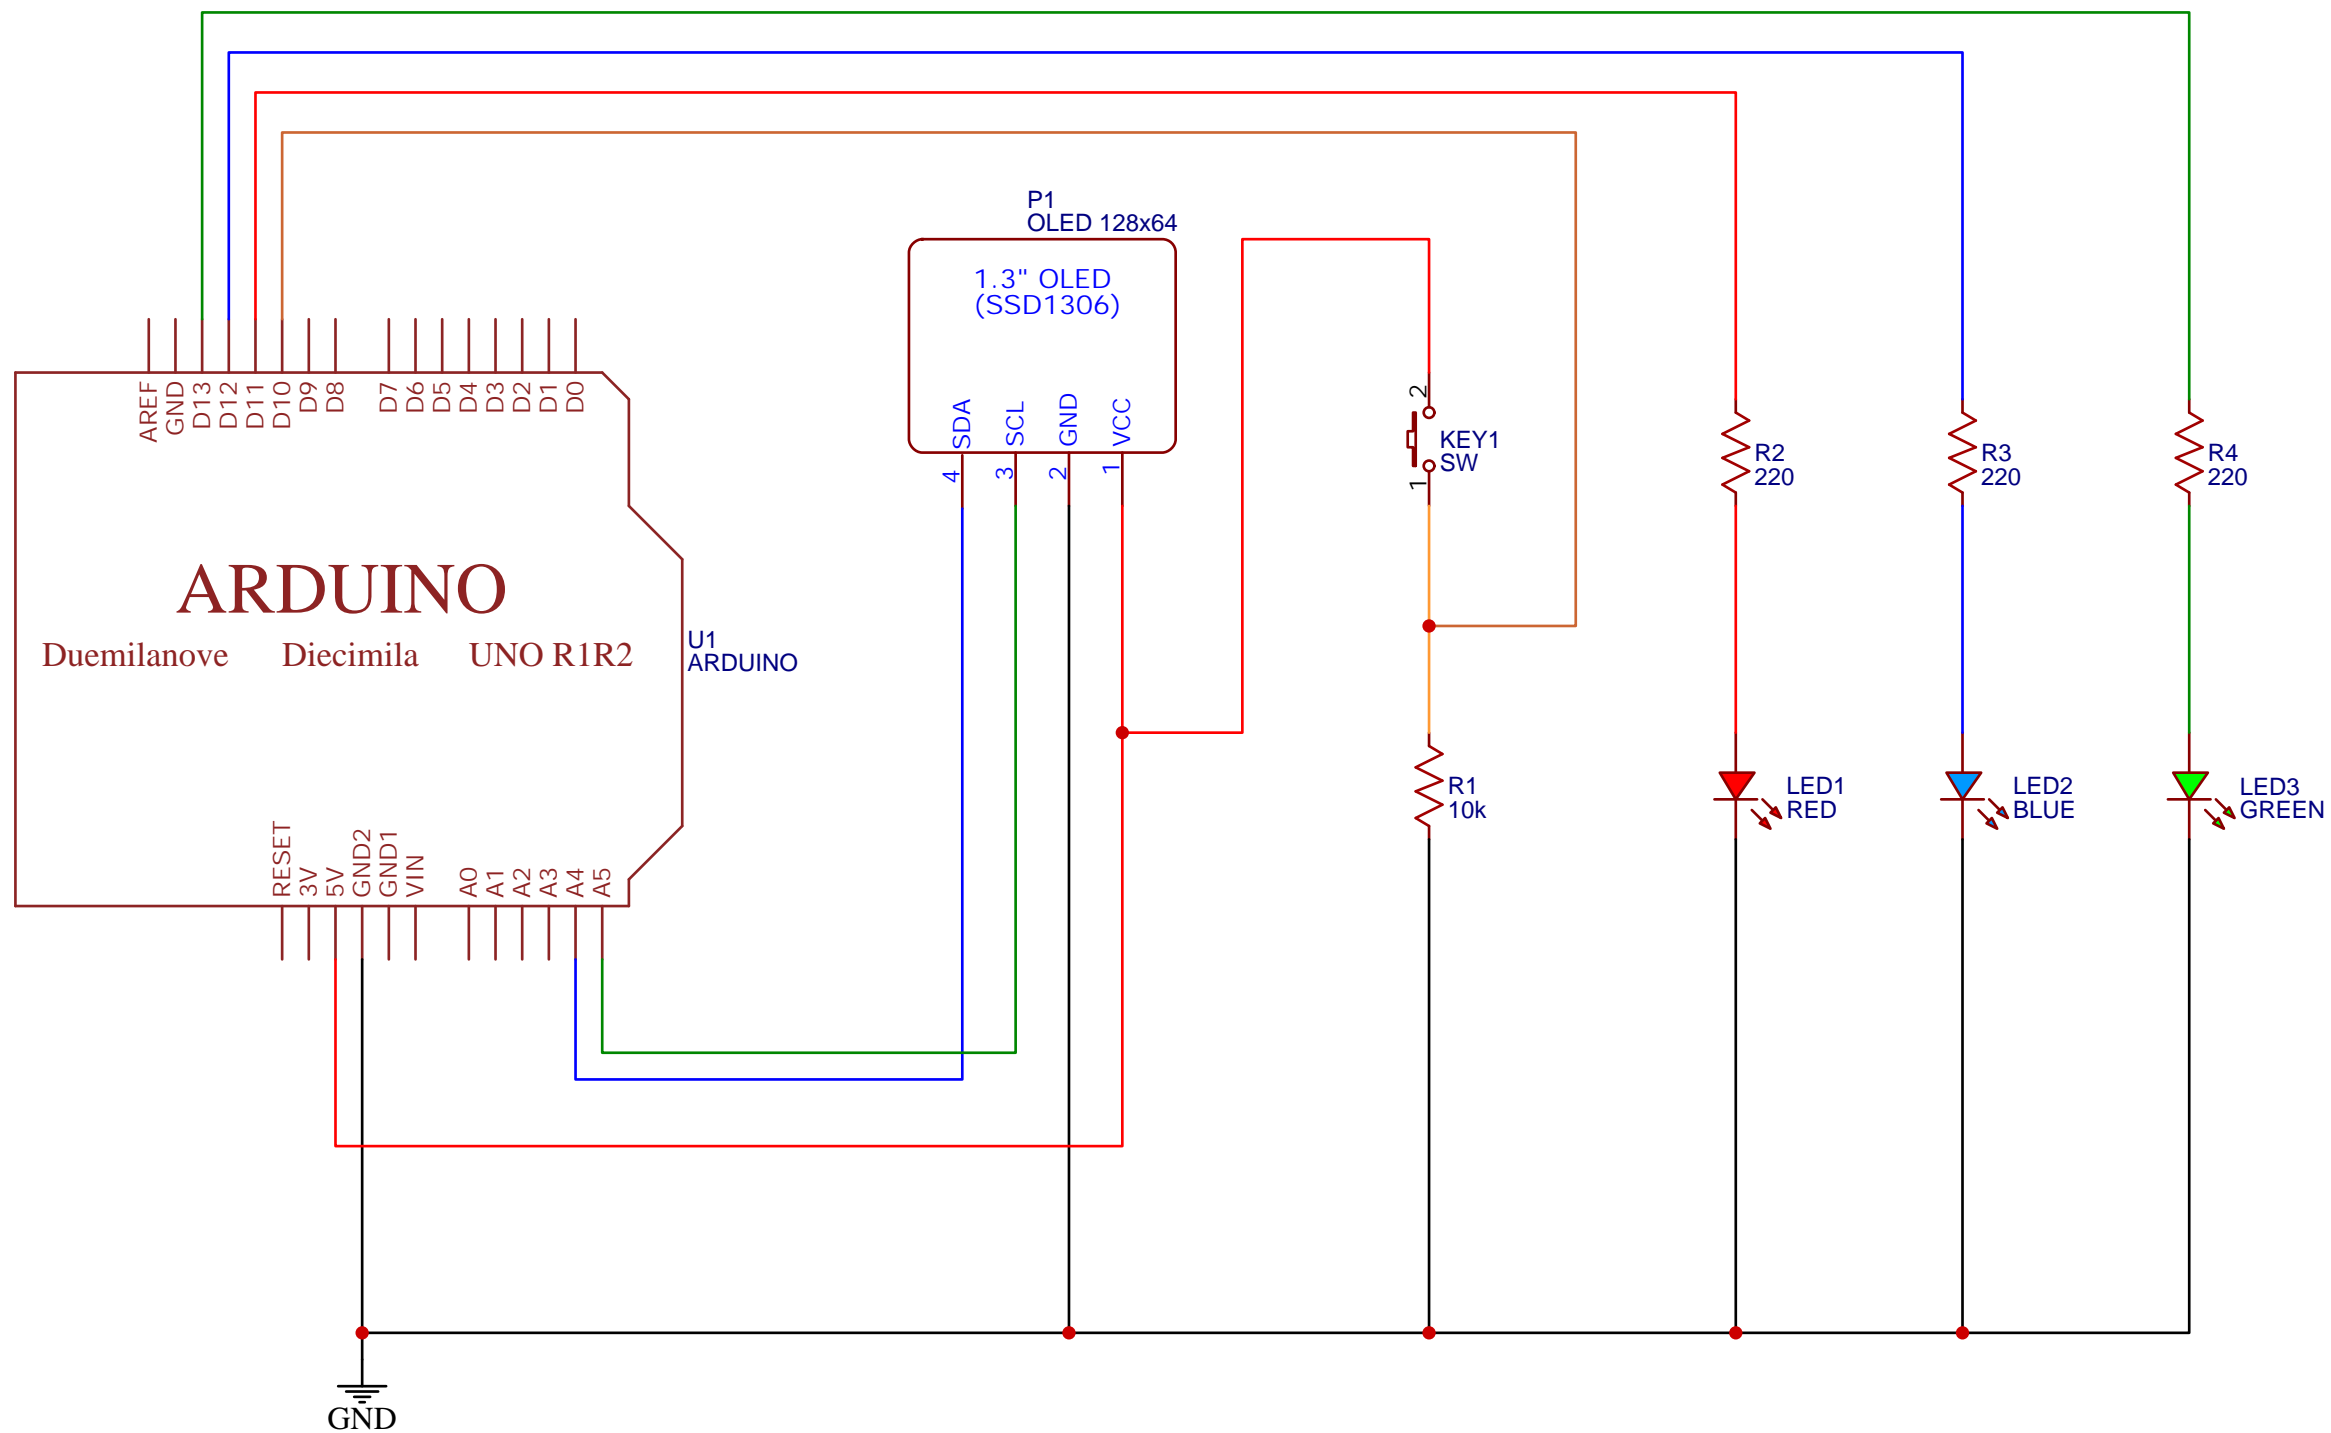 P1
OLED 128x64
1.3" OLED
(SSD1306)
SDA
SCL
GND
VCC
4
3
2
1
AREF
GND
D13
D12
D11
D10
D9
D8
D7
D6
D5
D4
D3
D2
D1
D0
2
KEY1
SW
1
R2
220
R3
220
R4
220
ARDUINO
Duemilanove Diecimila UNO R1R2
U1
ARDUINO
R1
10k
LED1
RED
LED2
BLUE
LED3
GREEN
RESET
3V
5V
GND2
GND1
VIN
A0
A1
A2
A3
A4
A5
GND